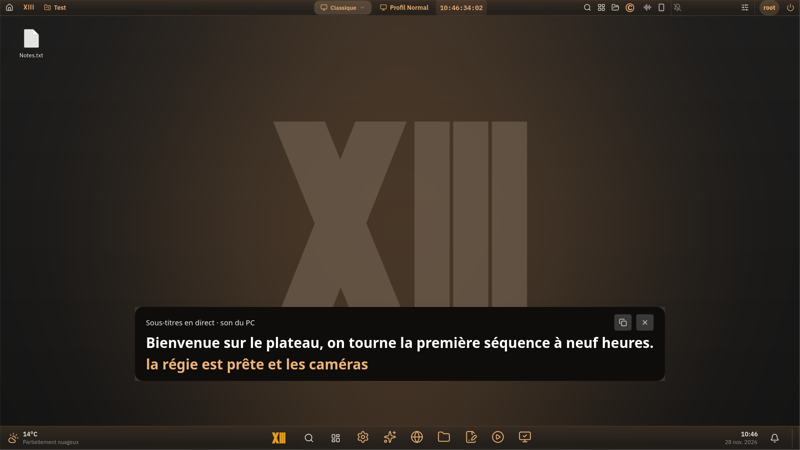 XIII
Test
Classique
Profil Normal
10:46:34:02
root
Notes.txt
XIII
Sous-titres en direct · son du PC
Bienvenue sur le plateau, on tourne la première séquence à neuf heures.
la régie est prête et les caméras
14°C
Partiellement nuageux
XIII
10:46
28 nov. 2026